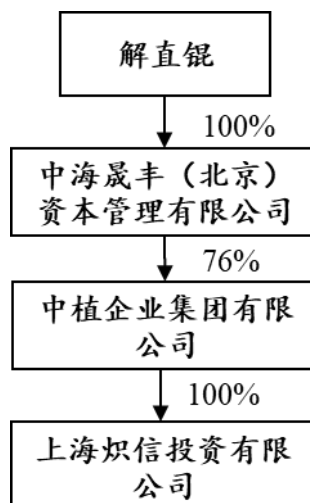 解直锟
100%
中海晟丰（北京）
资本管理有限公司
76%
中植企业集团有限
公司
100%
上海炽信投资有限
公司